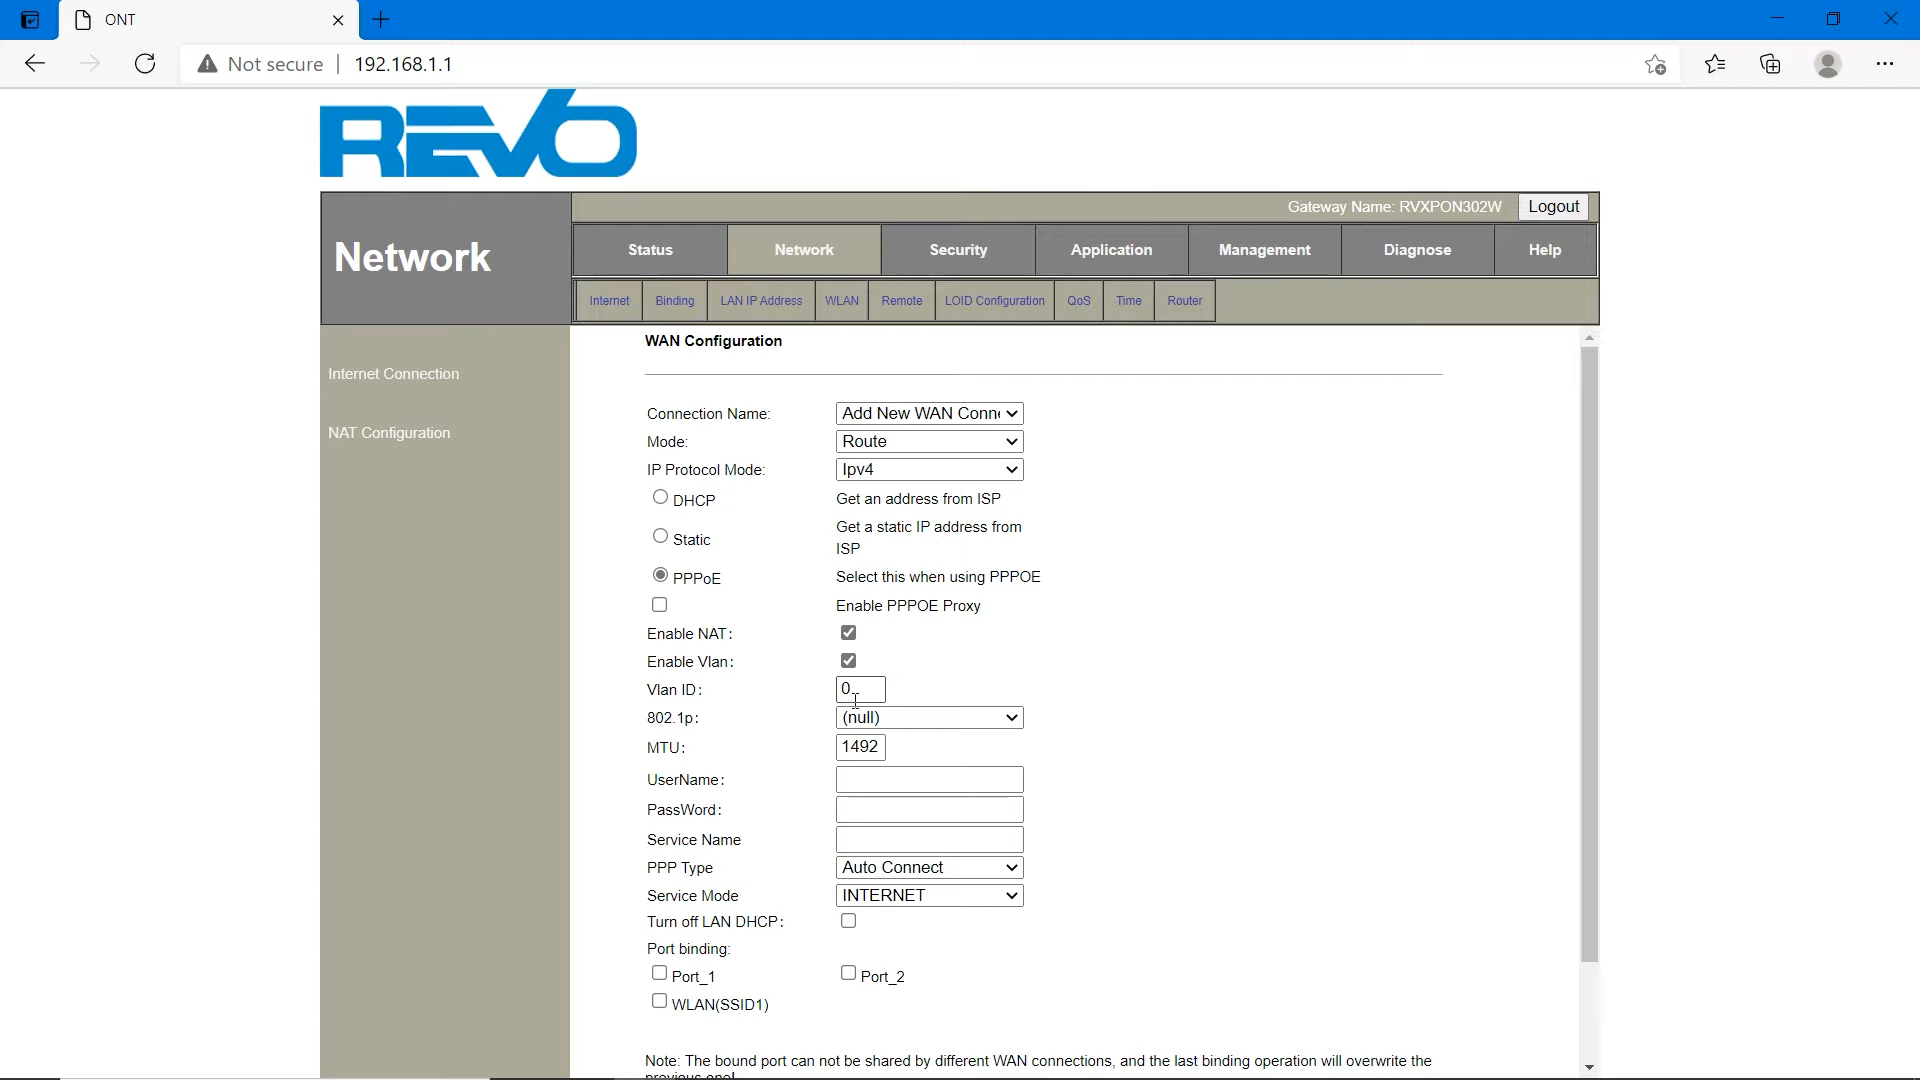 ONT
Not secure
192.168.1.1
REVO
Gateway Name: RVXPON302W
Logout
Network
Status
Network
Security
Application
Management
Diagnose
Help
Internet
Binding
LAN IP Address
WLAN
Remote
LOID Configuration
QoS
Time
Router
Internet Connection
NAT Configuration
WAN Configuration
Connection Name: Add New WAN Conne
Mode: Route
IP Protocol Mode: Ipv4
DHCP Get an address from ISP
Static Get a static IP address from
ISP
PPPoE Select this when using PPPOE
Enable PPPOE Proxy
Enable NAT:
Enable Vlan:
Vlan ID: 0
802.1p: (null)
MTU: 1492
UserName:
PassWord:
Service Name
PPP Type Auto Connect
Service Mode INTERNET
Turn off LAN DHCP:
Port binding:
Port_1 Port_2
WLAN(SSID1)
Note: The bound port can not be shared by different WAN connections, and the last binding operation will overwrite the
previous one!